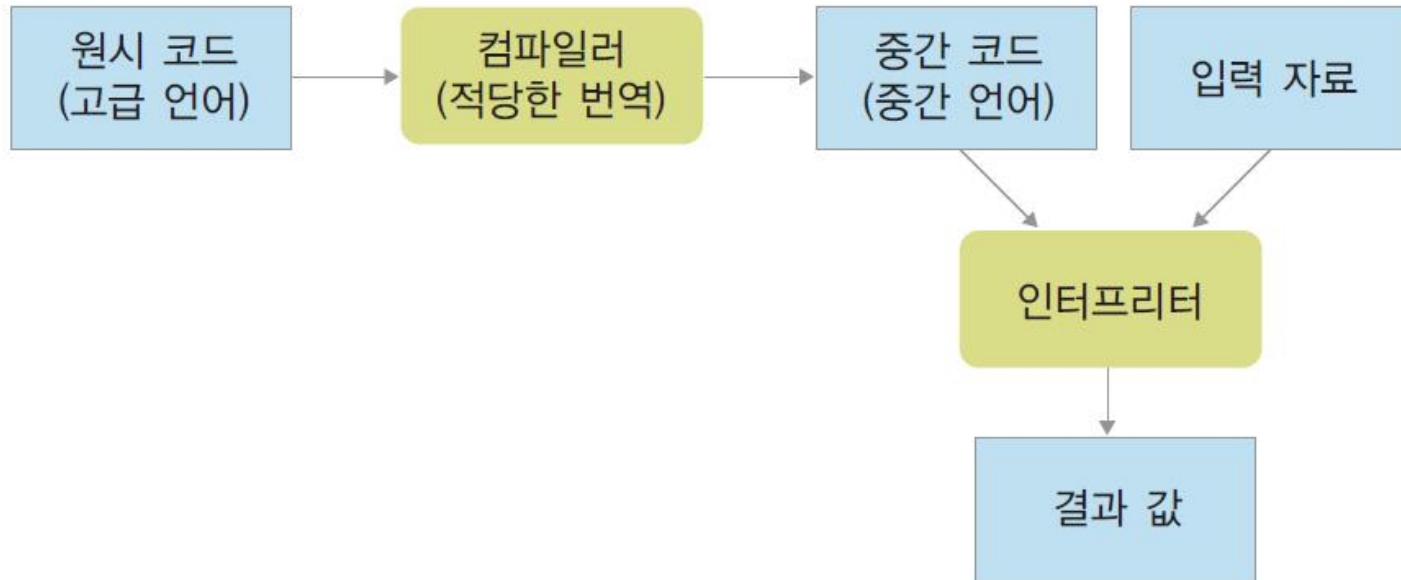 원시 코드
(고급 언어)
컴파일러
(적당한 번역)
중간 코드
(중간 언어)
입력 자료
인터프리터
결과 값